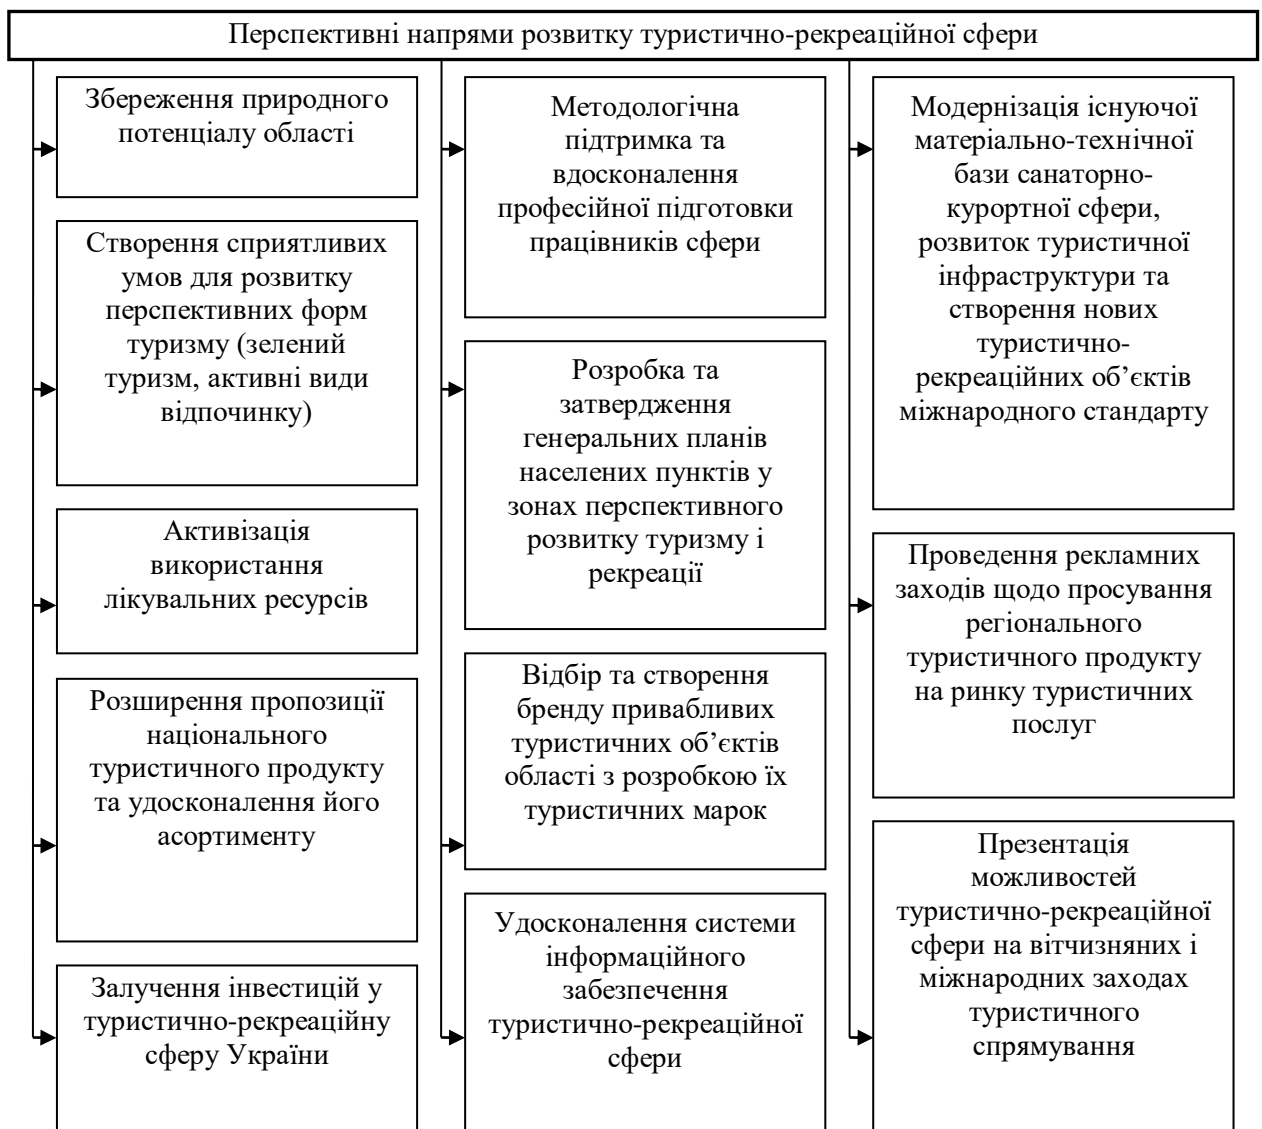 Перспективні напрями розвитку туристично-рекреаційної сфери
Збереження природного
потенціалу області
Створення сприятливих
умов для розвитку
перспективних форм
туризму (зелений
туризм, активні види
відпочинку)
Активізація
використання
лікувальних ресурсів
Розширення пропозиції
національного
туристичного продукту
та удосконалення його
асортименту
Залучення інвестицій у
туристично-рекреаційну
сферу України
Методологічна
підтримка та
вдосконалення
професійної підготовки
працівників сфери
Розробка та
затвердження
генеральних планів
населених пунктів у
зонах перспективного
розвитку туризму і
рекреації
Відбір та створення
бренду привабливих
туристичних об’єктів
області з розробкою їх
туристичних марок
Удосконалення системи
інформаційного
забезпечення
туристично-рекреаційної
сфери
Модернізація існуючої
матеріально-технічної
бази санаторно-
курортної сфери,
розвиток туристичної
інфраструктури та
створення нових
туристично-
рекреаційних об’єктів
міжнародного стандарту
Проведення рекламних
заходів щодо просування
регіонального
туристичного продукту
на ринку туристичних
послуг
Презентація
можливостей
туристично-рекреаційної
сфери на вітчизняних і
міжнародних заходах
туристичного
спрямування